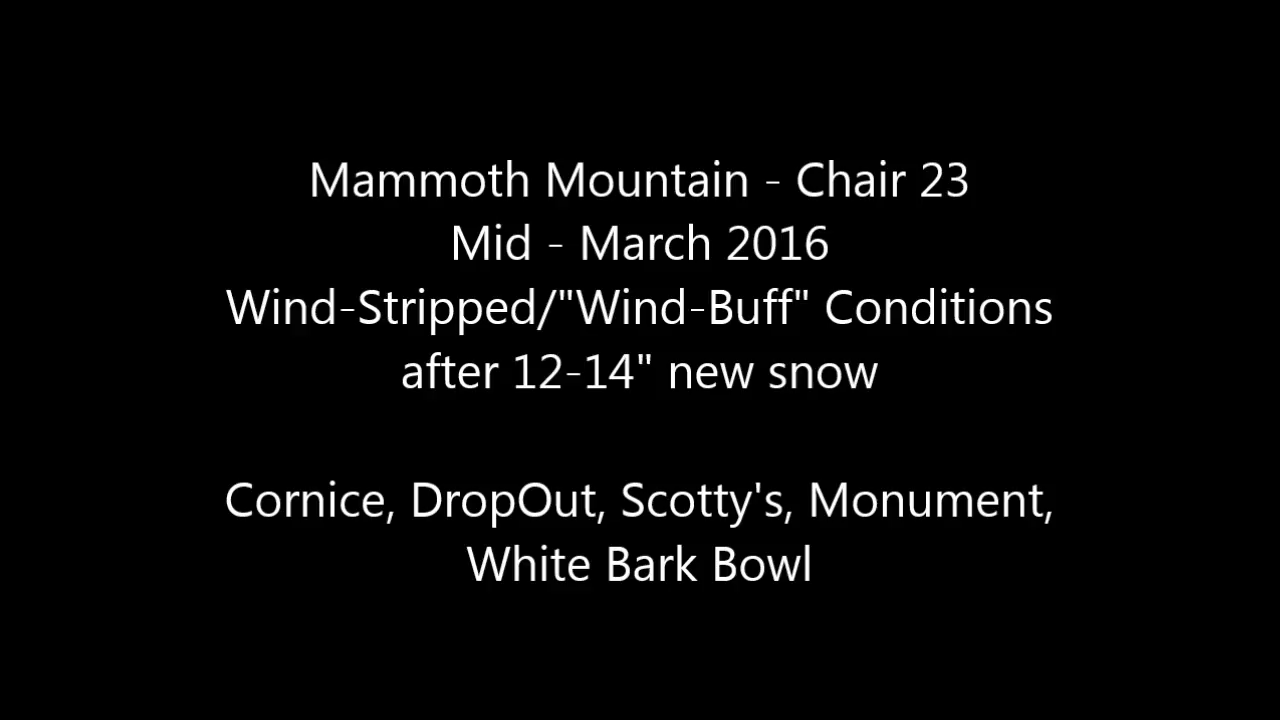 Mammoth Mountain - Chair 23
Mid - March 2016
Wind-Stripped/"Wind-Buff" Conditions
after 12-14" new snow
Cornice, DropOut, Scotty's, Monument,
White Bark Bowl